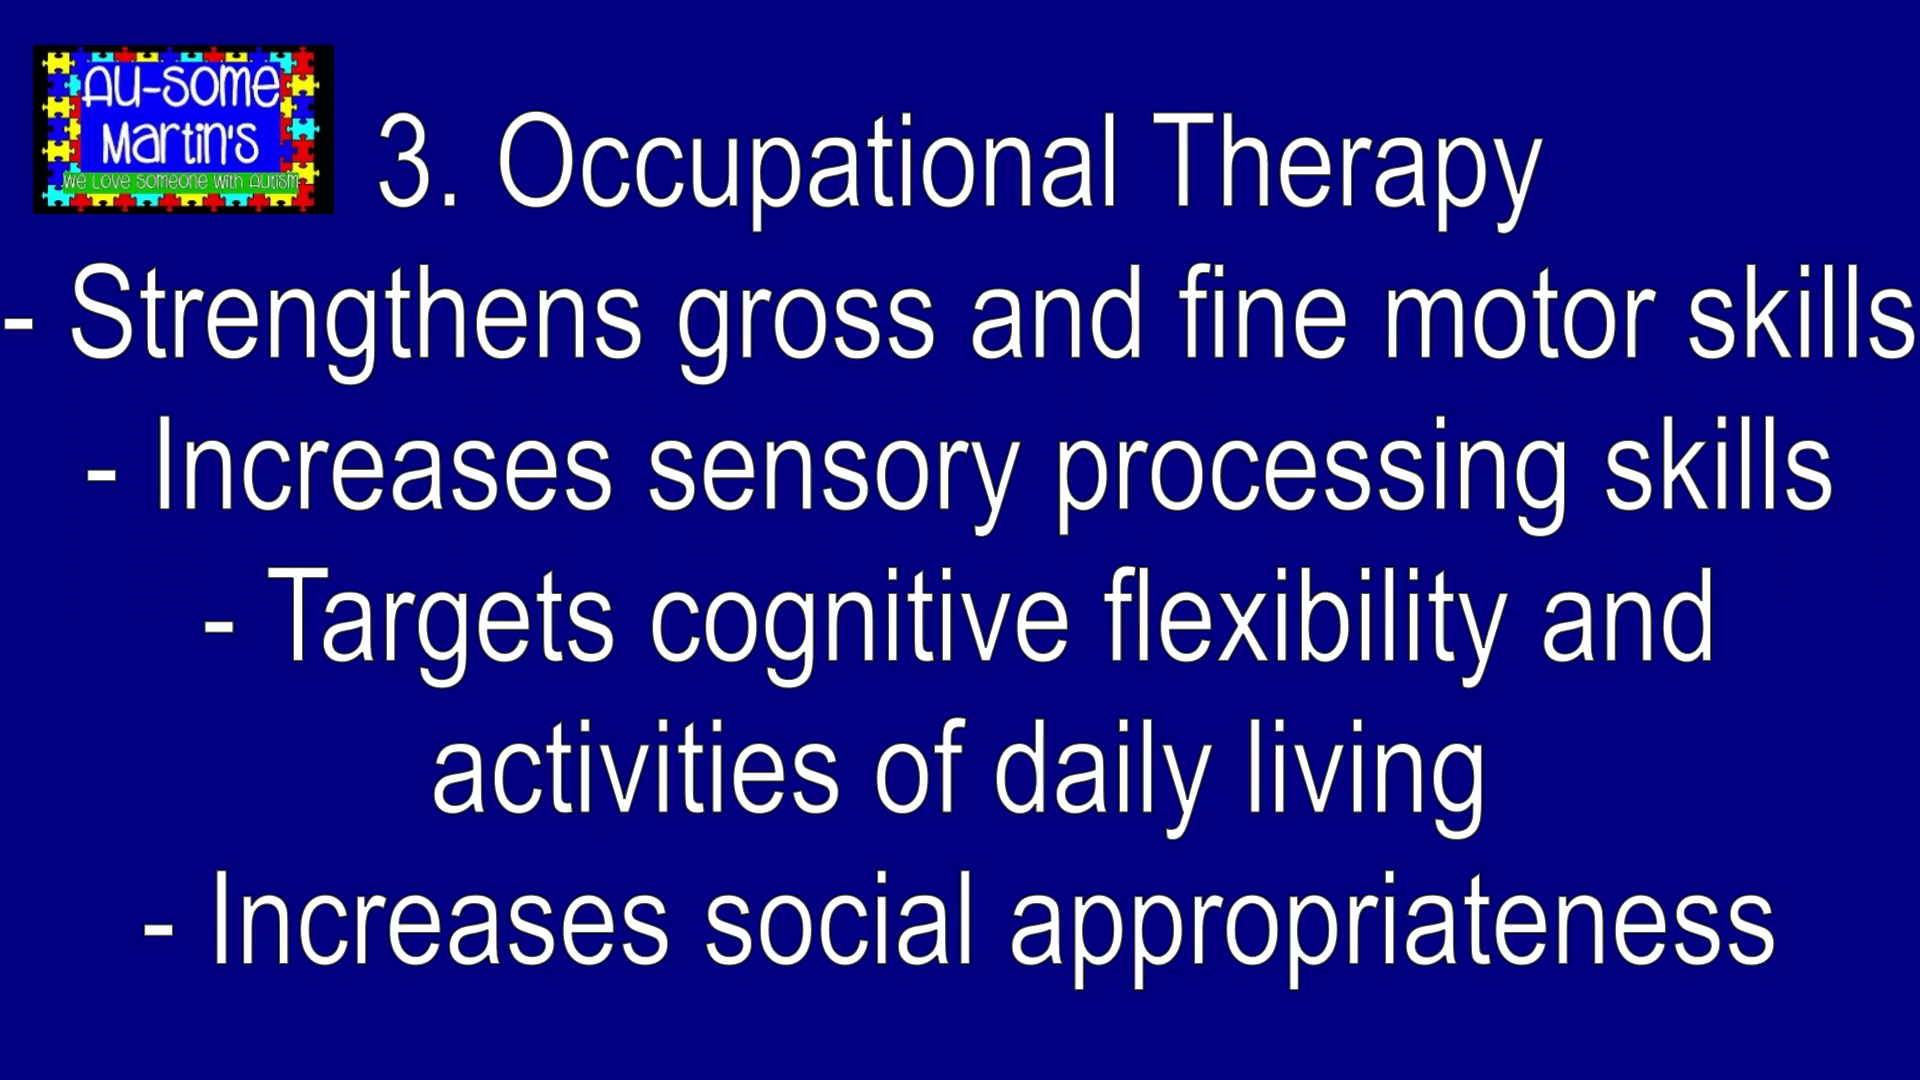 Au-some
Martin's
We Love Someone With Autism
3. Occupational Therapy
- Strengthens gross and fine motor skills
- Increases sensory processing skills
- Targets cognitive flexibility and
activities of daily living
- Increases social appropriateness